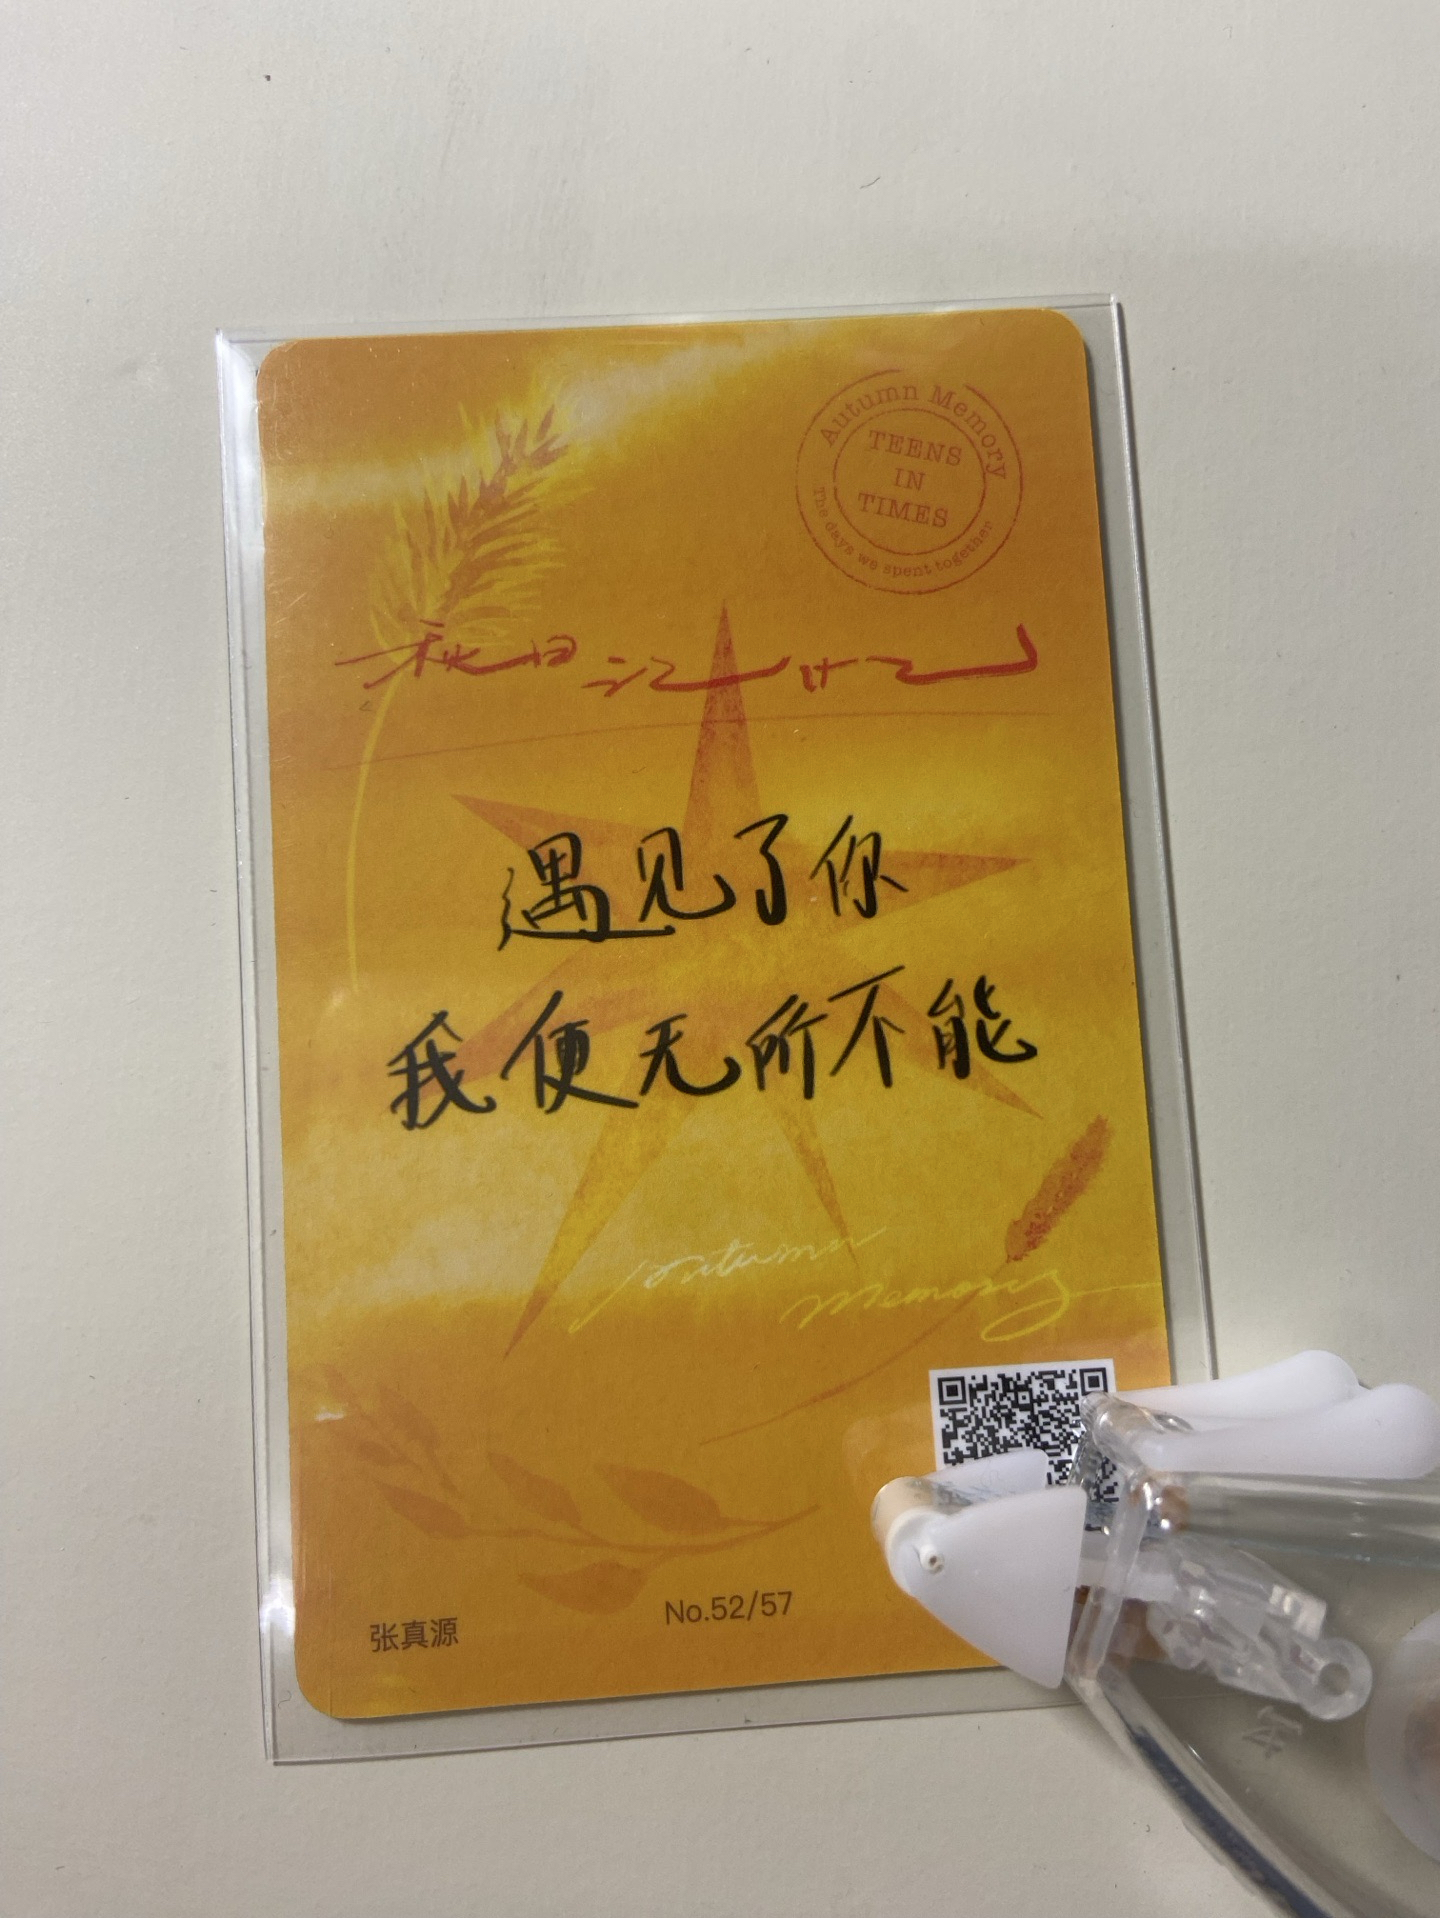 Autumn Memory
TEENS
IN
TIMES
The days we spent together
秋日记忆
遇见了你
我便无所不能
Autumn
Memory
No.52/57
张真源